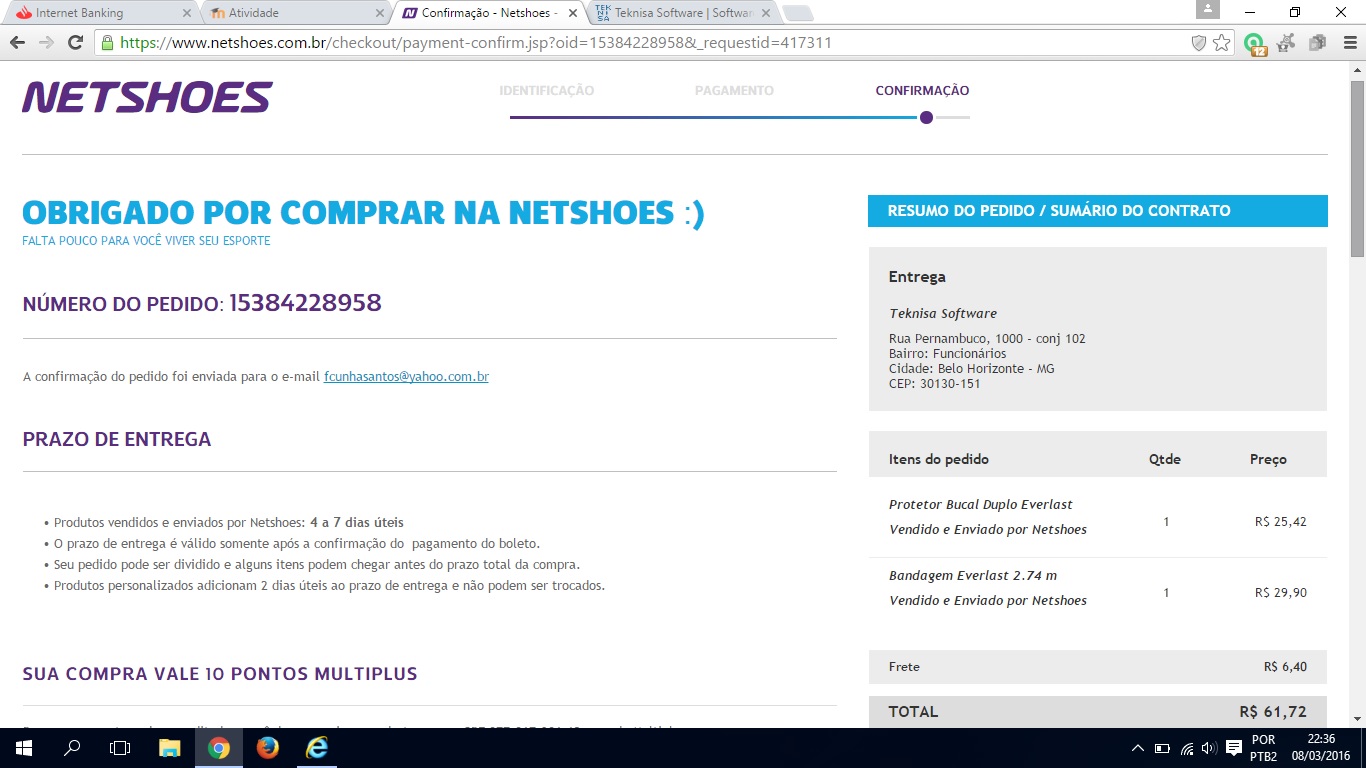 Internet Banking
Atividade
Confirmação - Netshoes -
Teknisa Software | Softwar
https://www.netshoes.com.br/checkout/payment-confirm.jsp?oid=15384228958&_requestid=417311
12
NETSHOES
IDENTIFICAÇÃO
PAGAMENTO
CONFIRMAÇÃO
OBRIGADO POR COMPRAR NA NETSHOES :)
FALTA POUCO PARA VOCÊ VIVER SEU ESPORTE
NÚMERO DO PEDIDO: 15384228958
A confirmação do pedido foi enviada para o e-mail fcunhasantos@yahoo.com.br
PRAZO DE ENTREGA
• Produtos vendidos e enviados por Netshoes: 4 a 7 dias úteis
• O prazo de entrega é válido somente após a confirmação do pagamento do boleto.
• Seu pedido pode ser dividido e alguns itens podem chegar antes do prazo total da compra.
• Produtos personalizados adicionam 2 dias úteis ao prazo de entrega e não podem ser trocados.
SUA COMPRA VALE 10 PONTOS MULTIPLUS
RESUMO DO PEDIDO / SUMÁRIO DO CONTRATO
Entrega
Teknisa Software
Rua Pernambuco, 1000 - conj 102
Bairro: Funcionários
Cidade: Belo Horizonte - MG
CEP: 30130-151
Itens do pedido Qtde Preço
Protetor Bucal Duplo Everlast
Vendido e Enviado por Netshoes
1 R$ 25,42
Bandagem Everlast 2.74 m
Vendido e Enviado por Netshoes
1 R$ 29,90
Frete R$ 6,40
TOTAL R$ 61,72
POR
PTB2
22:36
08/03/2016